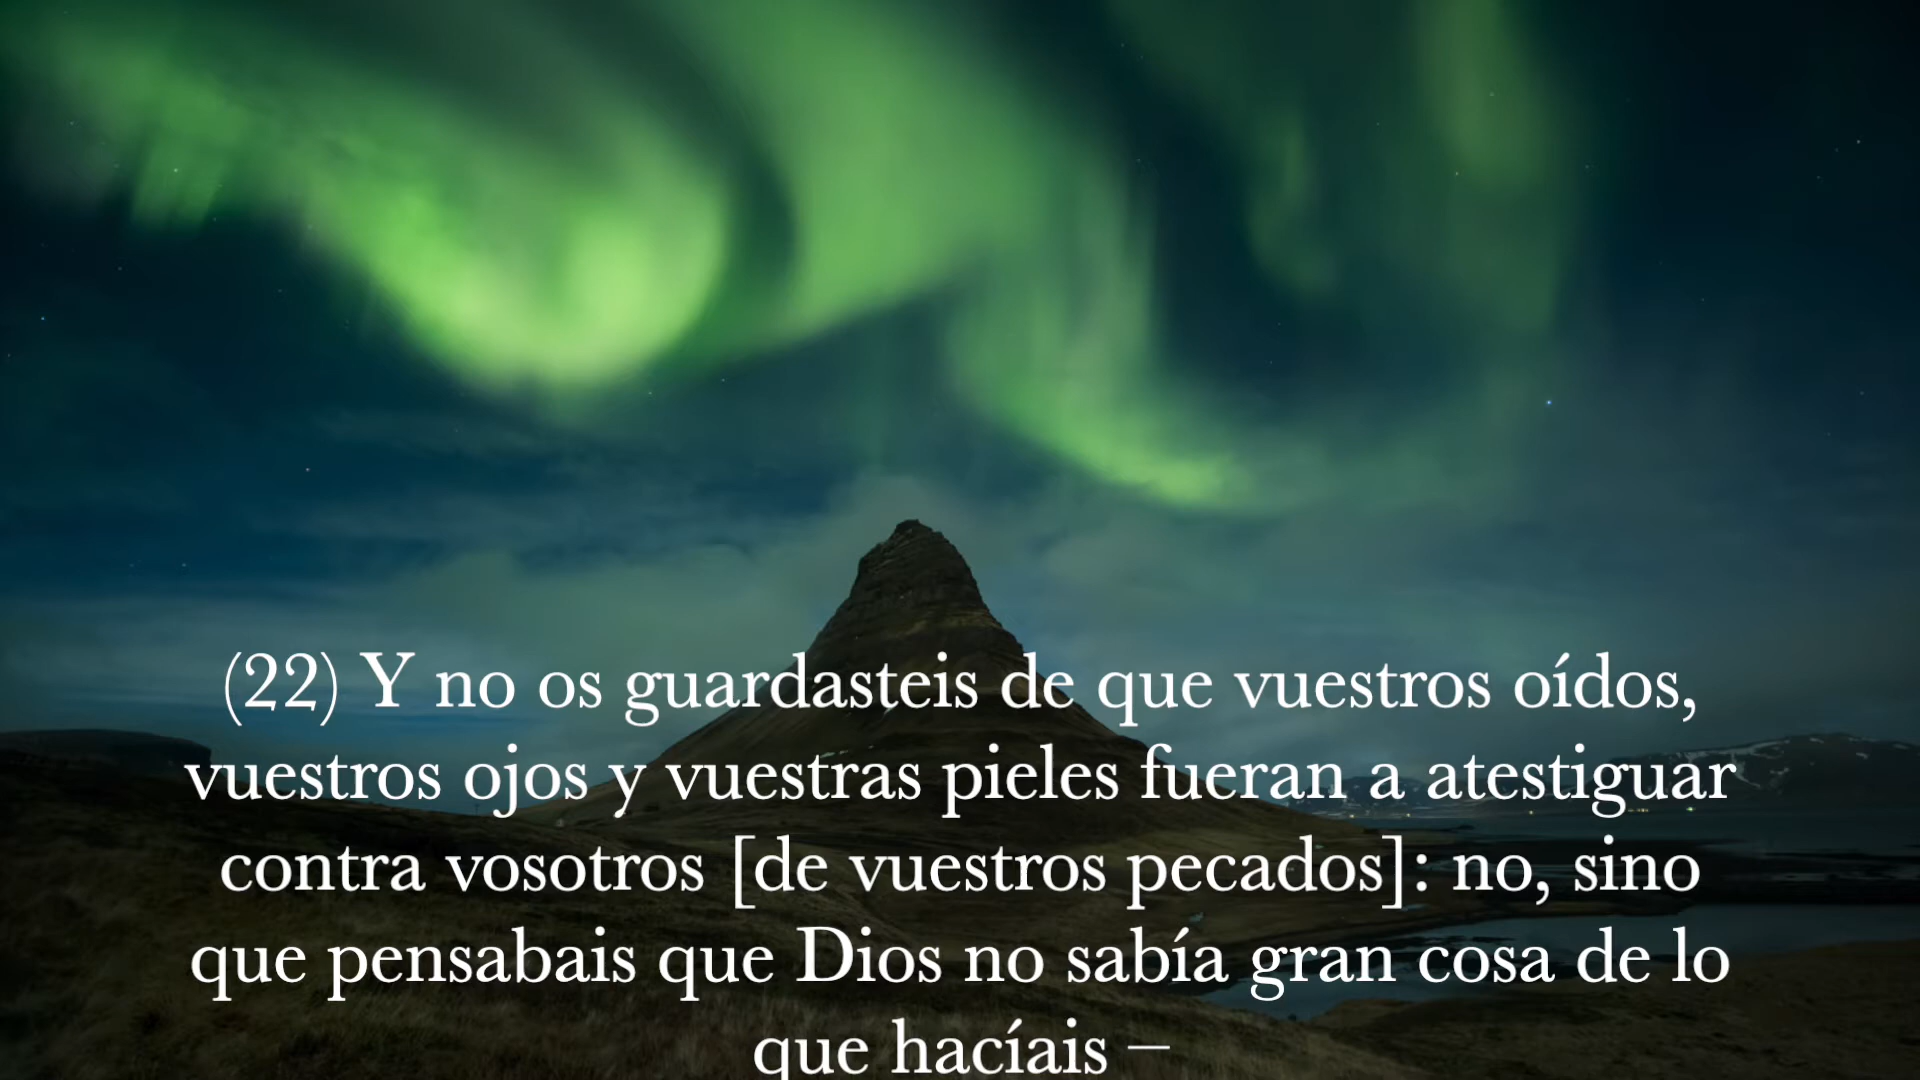 (22) Y no os guardasteis de que vuestros oídos,
vuestros ojos y vuestras pieles fueran a atestiguar
contra vosotros [de vuestros pecados]: no, sino
que pensabais que Dios no sabía gran cosa de lo
que hacíais —